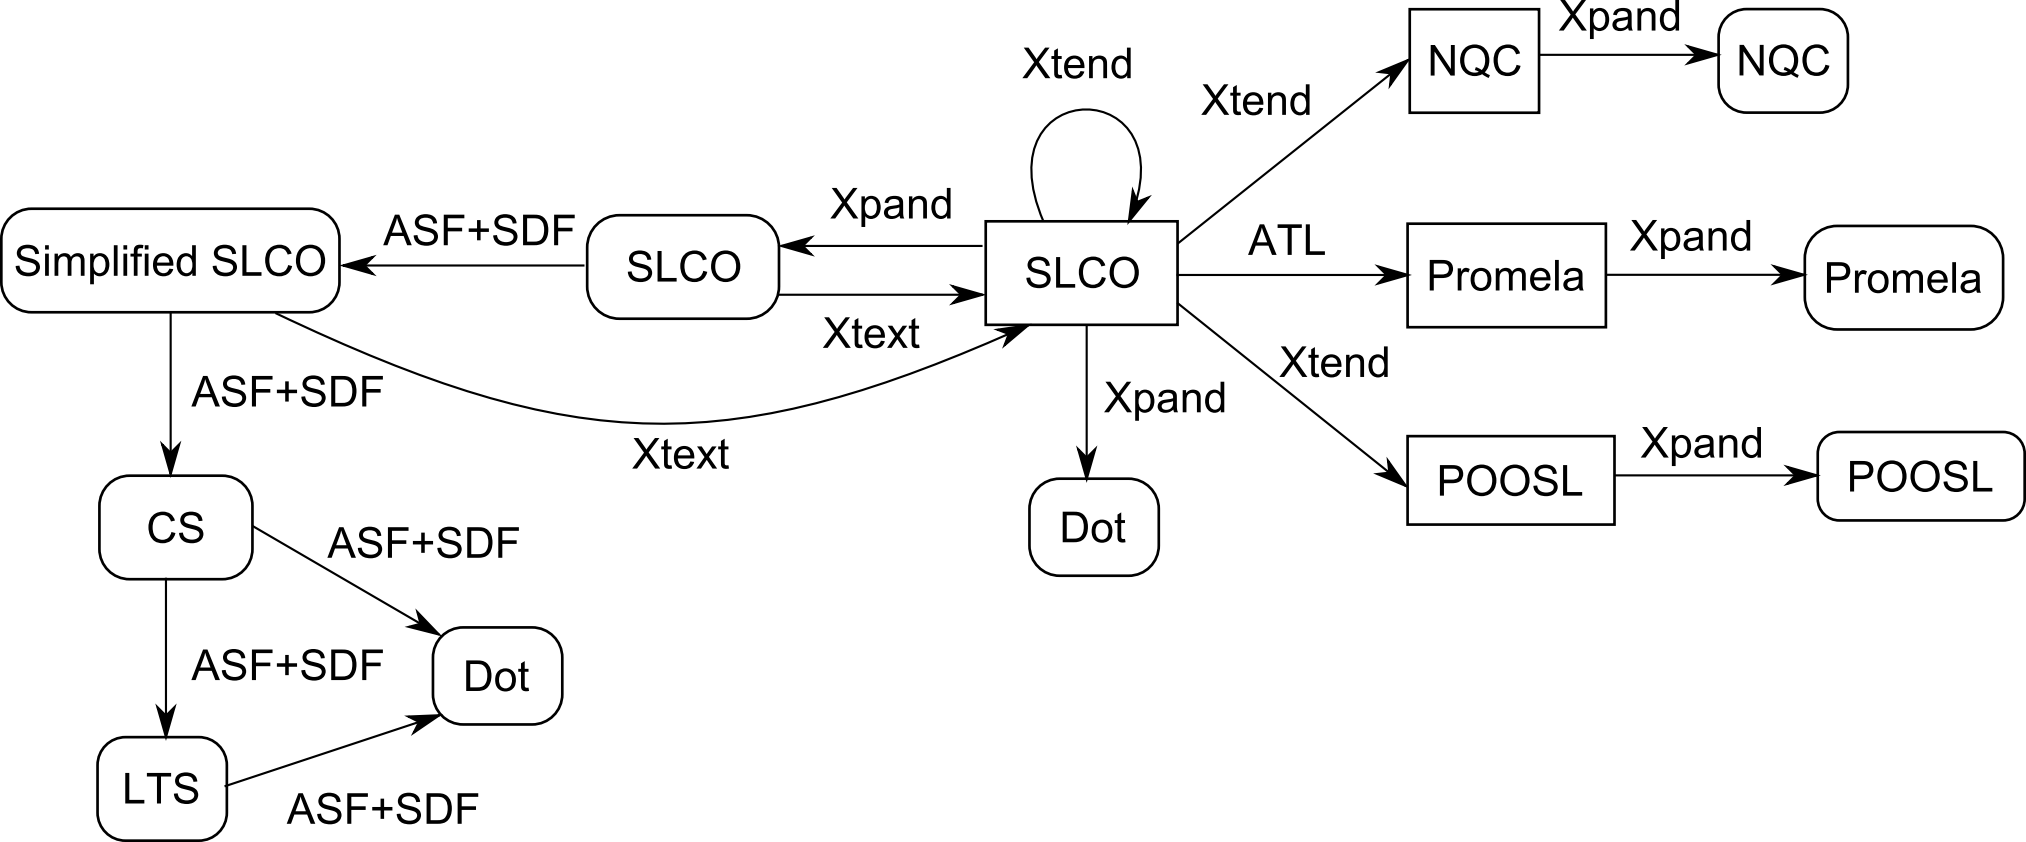 Xpand
NQC
NQC
Xtend
Xtend
Xpand
ASF+SDF
Simplified SLCO
SLCO
SLCO
ATL
Promela
Xpand
Promela
Xtext
Xtend
ASF+SDF
Xpand
Xtext
POOSL
Xpand
POOSL
CS
ASF+SDF
Dot
ASF+SDF
Dot
LTS
ASF+SDF